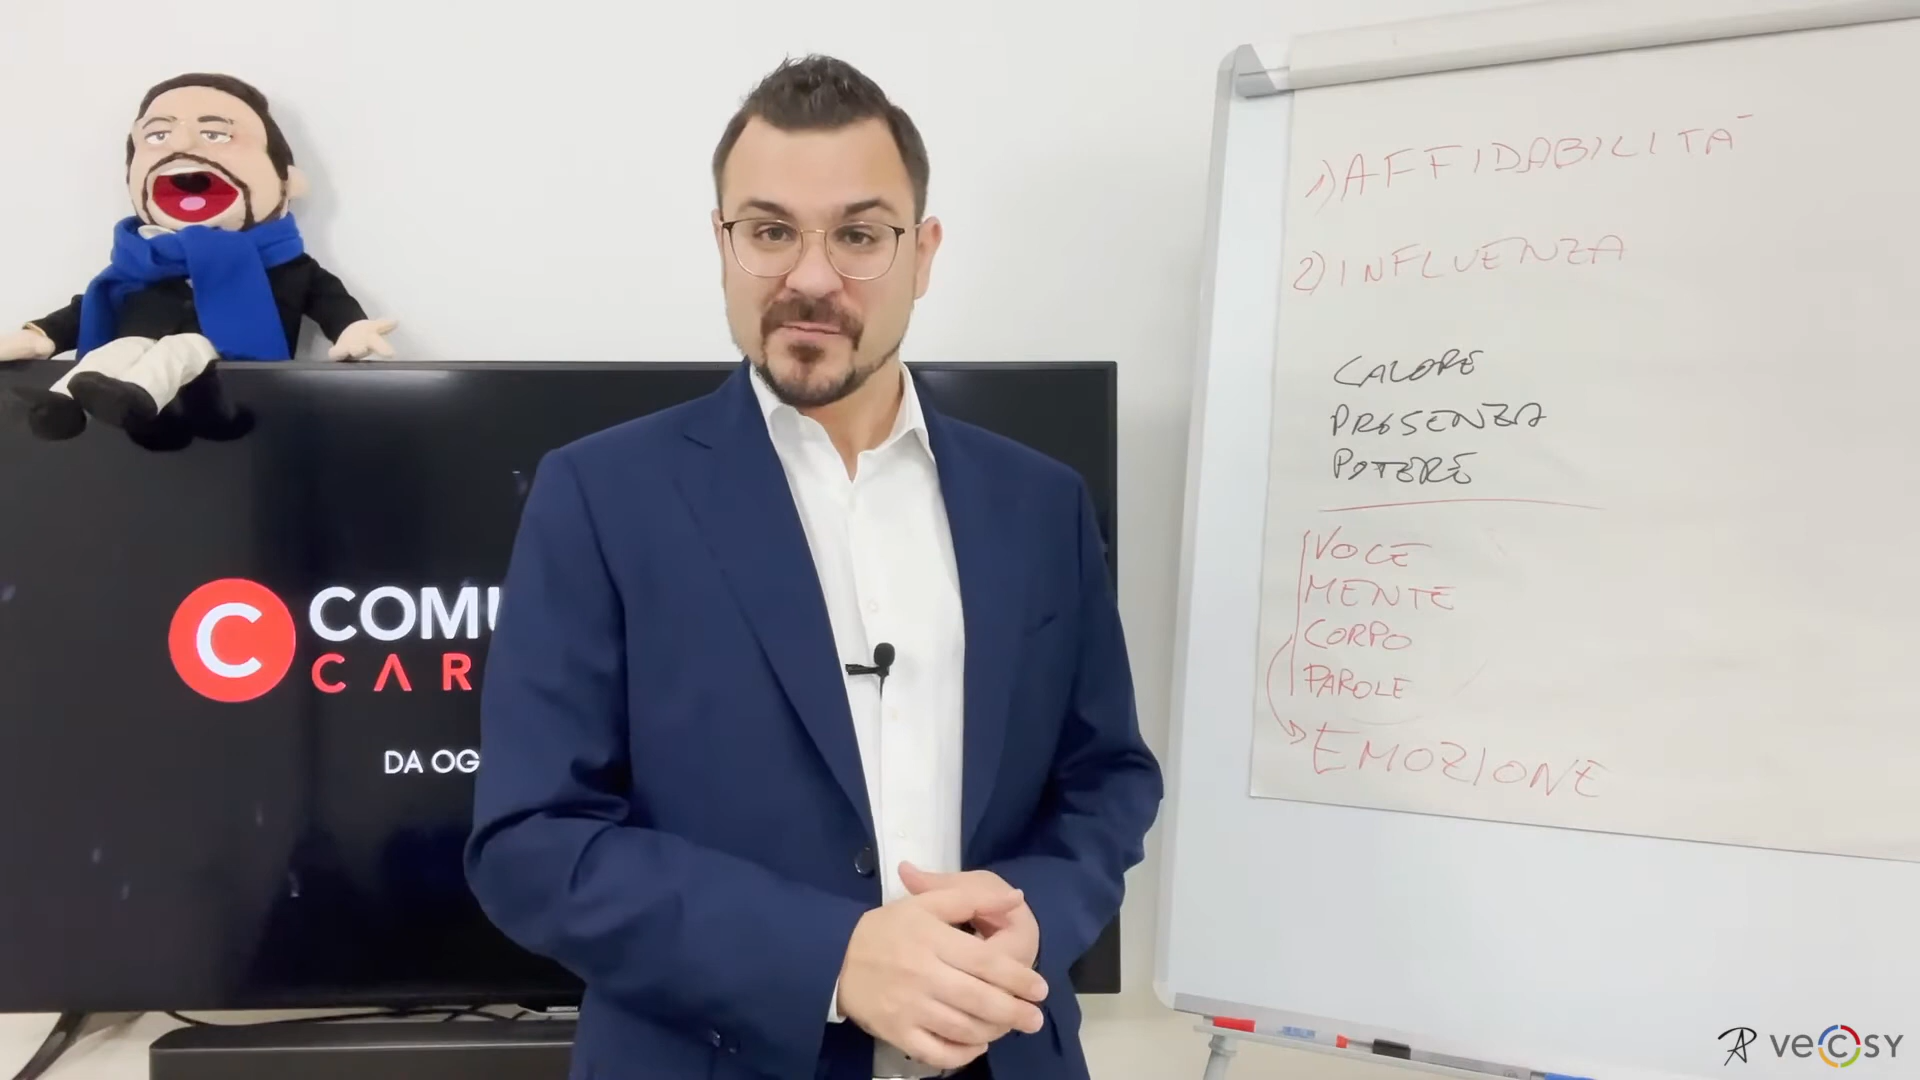 C COMU
CAR
DA OG
1) AFFIDABILITÀ
2) INFLUENZA
CALORE
PRESENZA
POTERE
VOCE
MENTE
CORPO
PAROLE
EMOZIONE
vecsy